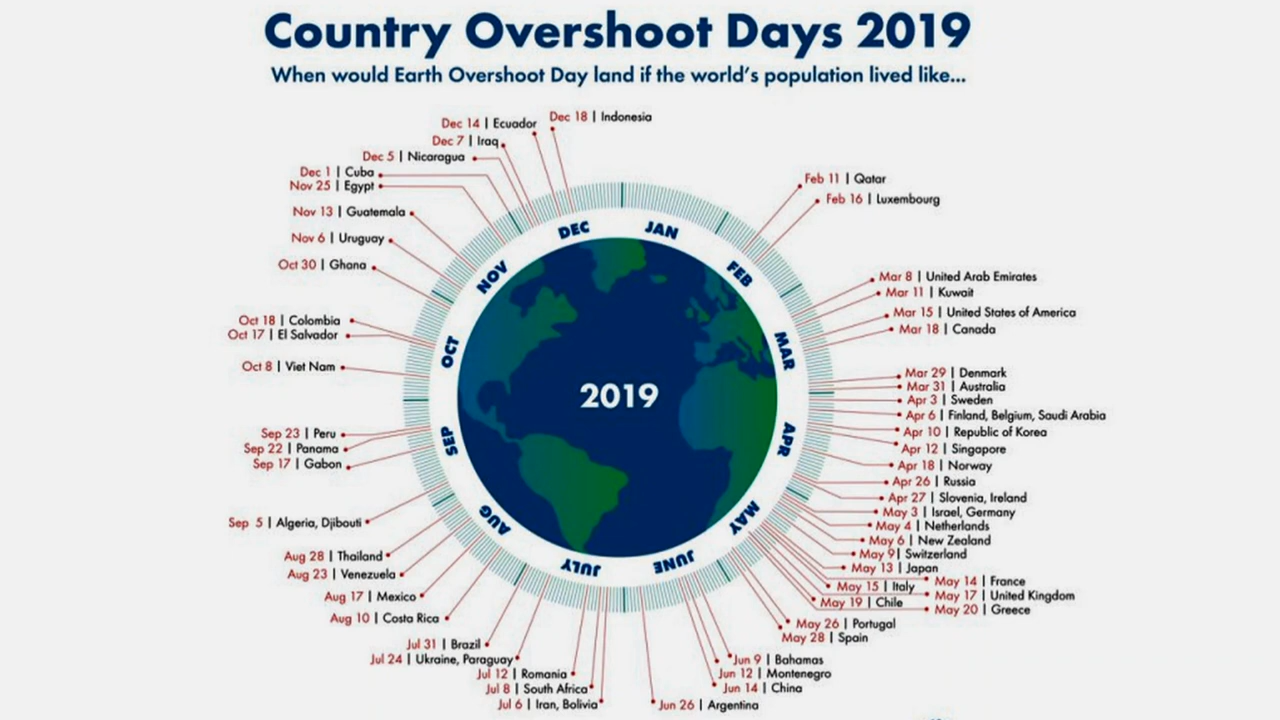 Country Overshoot Days 2019
When would Earth Overshoot Day land if the world's population lived like...
Dec 14 | Ecuador
Dec 18 | Indonesia
Dec 7 | Iraq
Dec 5 | Nicaragua
Dec 1 | Cuba
Nov 25 | Egypt
Nov 13 | Guatemala
Nov 6 | Uruguay
Oct 30 | Ghana
Oct 18 | Colombia
Oct 17 | El Salvador
Oct 8 | Viet Nam
Sep 23 | Peru
Sep 22 | Panama
Sep 17 | Gabon
Sep 5 | Algeria, Djibouti
Aug 28 | Thailand
Aug 23 | Venezuela
Aug 17 | Mexico
Aug 10 | Costa Rica
Jul 31 | Brazil
Jul 24 | Ukraine, Paraguay
Jul 12 | Romania
Jul 8 | South Africa
Jul 6 | Iran, Bolivia
Feb 11 | Qatar
Feb 16 | Luxembourg
Mar 8 | United Arab Emirates
Mar 11 | Kuwait
Mar 15 | United States of America
Mar 18 | Canada
Mar 29 | Denmark
Mar 31 | Australia
Apr 3 | Sweden
Apr 6 | Finland, Belgium, Saudi Arabia
Apr 10 | Republic of Korea
Apr 12 | Singapore
Apr 18 | Norway
Apr 26 | Russia
Apr 27 | Slovenia, Ireland
May 3 | Israel, Germany
May 4 | Netherlands
May 6 | New Zealand
May 9| Switzerland
May 13 | Japan
May 14 | France
May 15 | Italy
May 17 | United Kingdom
May 19 | Chile
May 20 | Greece
May 26 | Portugal
May 28 | Spain
Jun 9 | Bahamas
Jun 12 | Montenegro
Jun 14 | China
Jun 26 | Argentina
JAN
FEB
MAR
APR
MAY
JUNE
JULY
AUG
SEP
OCT
NOV
DEC
2019